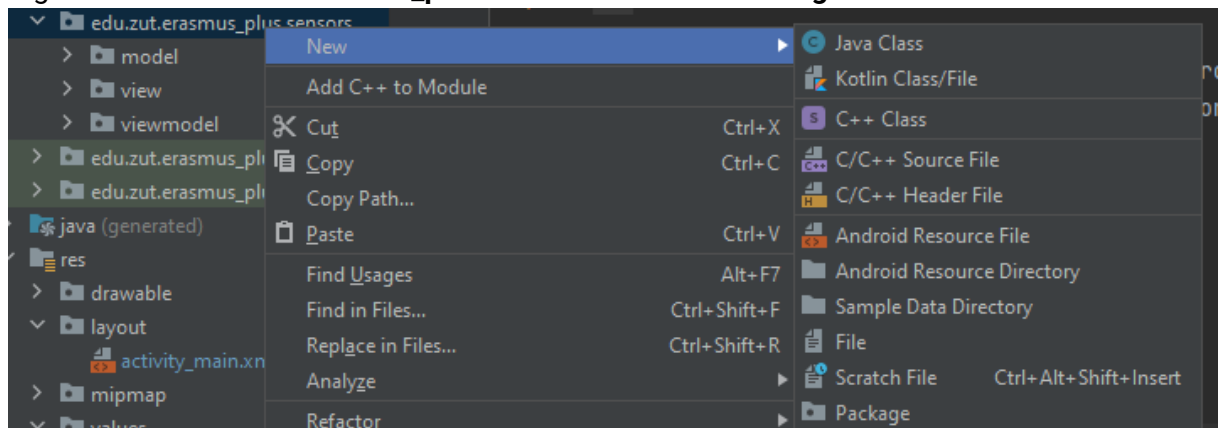 edu.zut.erasmus_plus.sensors
model
view
viewmodel
edu.zut.erasmus_pl
edu.zut.erasmus_pl
java (generated)
res
drawable
layout
activity_main.xm
mipmap
values
New
Add C++ to Module
Cut Ctrl+X
Copy Ctrl+C
Copy Path...
Paste Ctrl+V
Find Usages Alt+F7
Find in Files... Ctrl+Shift+F
Replace in Files... Ctrl+Shift+R
Analyze
Refactor
Java Class
Kotlin Class/File
C++ Class
C/C++ Source File
C/C++ Header File
Android Resource File
Android Resource Directory
Sample Data Directory
File
Scratch File Ctrl+Alt+Shift+Insert
Package